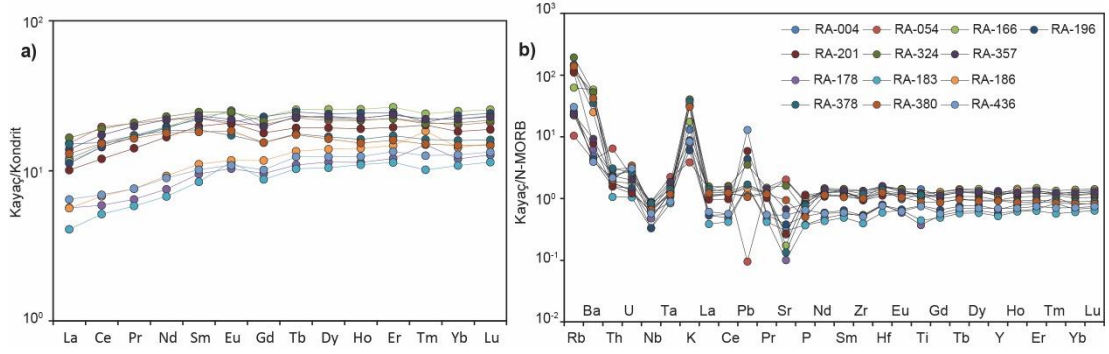 a)
10²
10¹
10⁰
Kayaç/Kondrit
La Ce Pr Nd Sm Eu Gd Tb Dy Ho Er Tm Yb Lu
b)
10³
10²
10¹
10⁰
10⁻¹
10⁻²
Kayaç/N-MORB
RA-004 RA-054 RA-166 RA-196
RA-201 RA-324 RA-357
RA-178 RA-183 RA-186
RA-378 RA-380 RA-436
Ba U Ta La Pb Sr Nd Zr Eu Gd Dy Ho Tm Lu
Rb Th Nb K Ce Pr P Sm Hf Ti Tb Y Er Yb